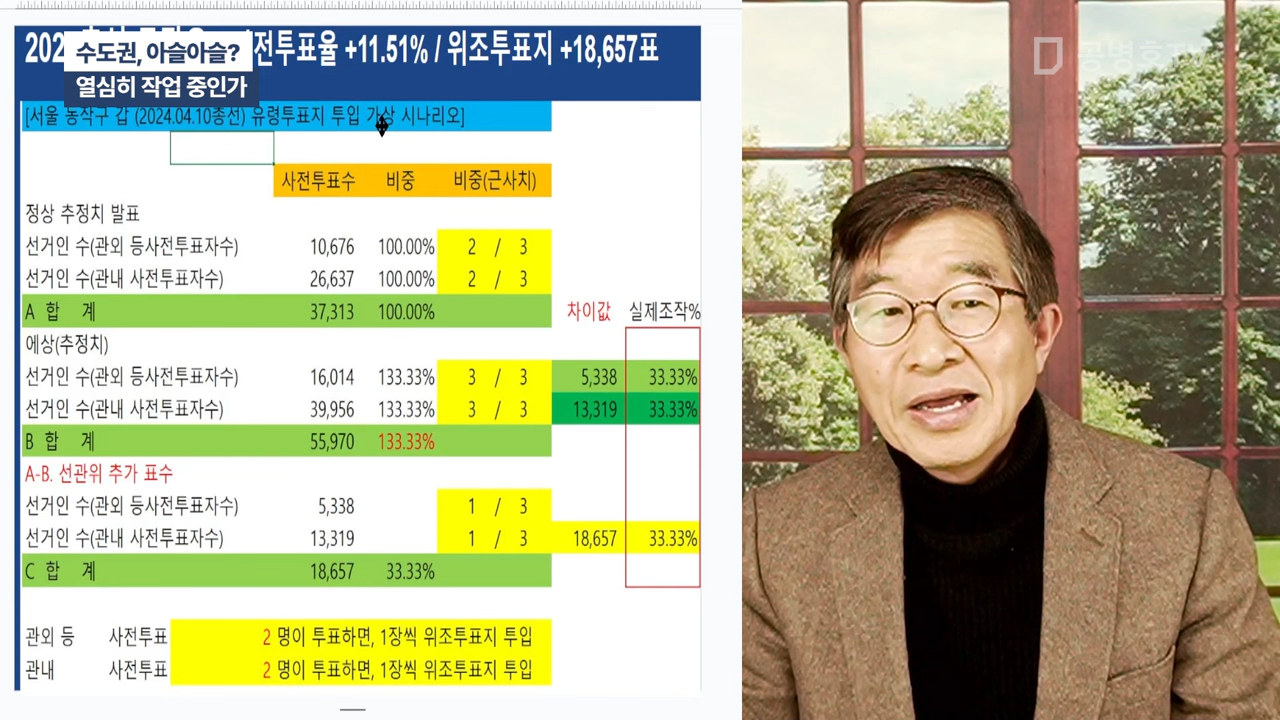 202 전투표율 +11.51% / 위조투표지 +18,657표
수도권, 아슬아슬?
열심히 작업 중인가
[서울 동작구 갑 (2024.04.10총선) 유령투표지 투입 가상 시나리오]
사전투표수 비중 비중(근사치)
정상 추정치 발표
선거인 수(관외 등사전투표자수) 10,676 100.00% 2 / 3
선거인 수(관내 사전투표자수) 26,637 100.00% 2 / 3
A 합 계 37,313 100.00% 차이값 실제조작%
에상(추정치)
선거인 수(관외 등사전투표자수) 16,014 133.33% 3 / 3 5,338 33.33%
선거인 수(관내 사전투표자수) 39,956 133.33% 3 / 3 13,319 33.33%
B 합 계 55,970 133.33%
A-B. 선관위 추가 표수
선거인 수(관외 등사전투표자수) 5,338 1 / 3
선거인 수(관내 사전투표자수) 13,319 1 / 3 18,657 33.33%
C 합 계 18,657 33.33%
관외 등 사전투표 2 명이 투표하면, 1장씩 위조투표지 투입
관내 사전투표 2 명이 투표하면, 1장씩 위조투표지 투입